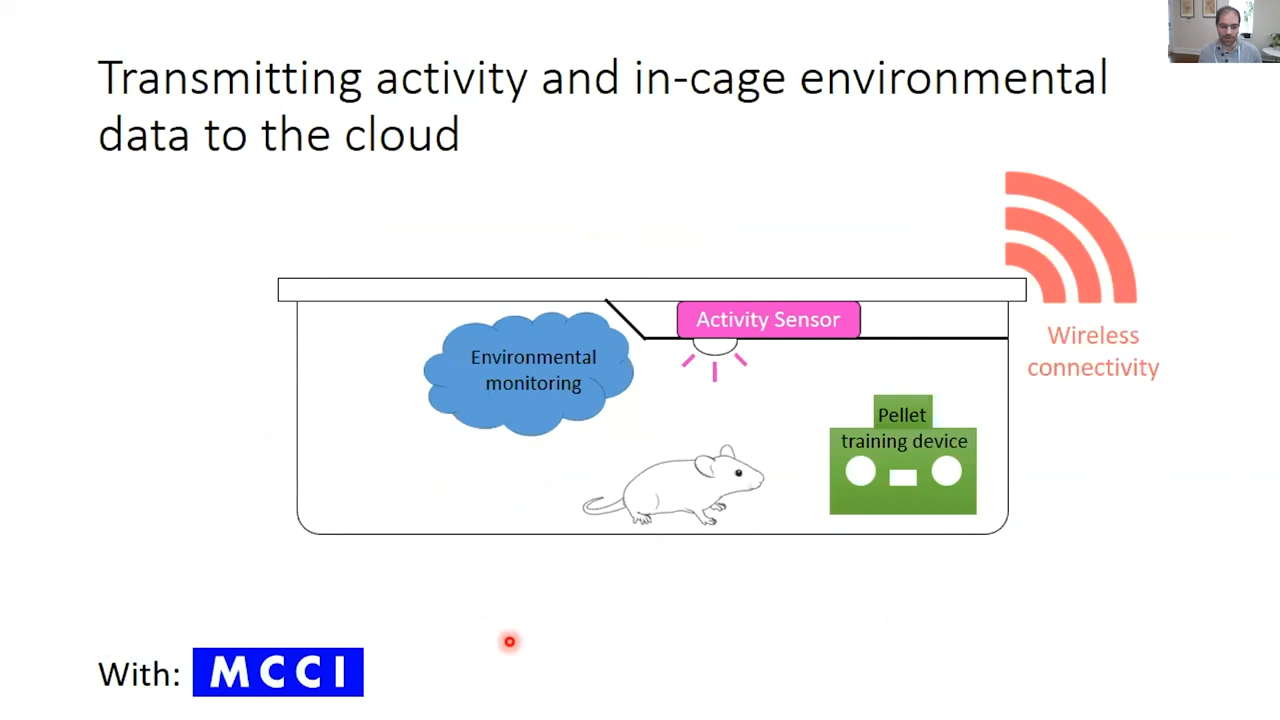 Transmitting activity and in-cage environmental
data to the cloud
Activity Sensor
Environmental
monitoring
Wireless
connectivity
Pellet
training device
With: MCCI